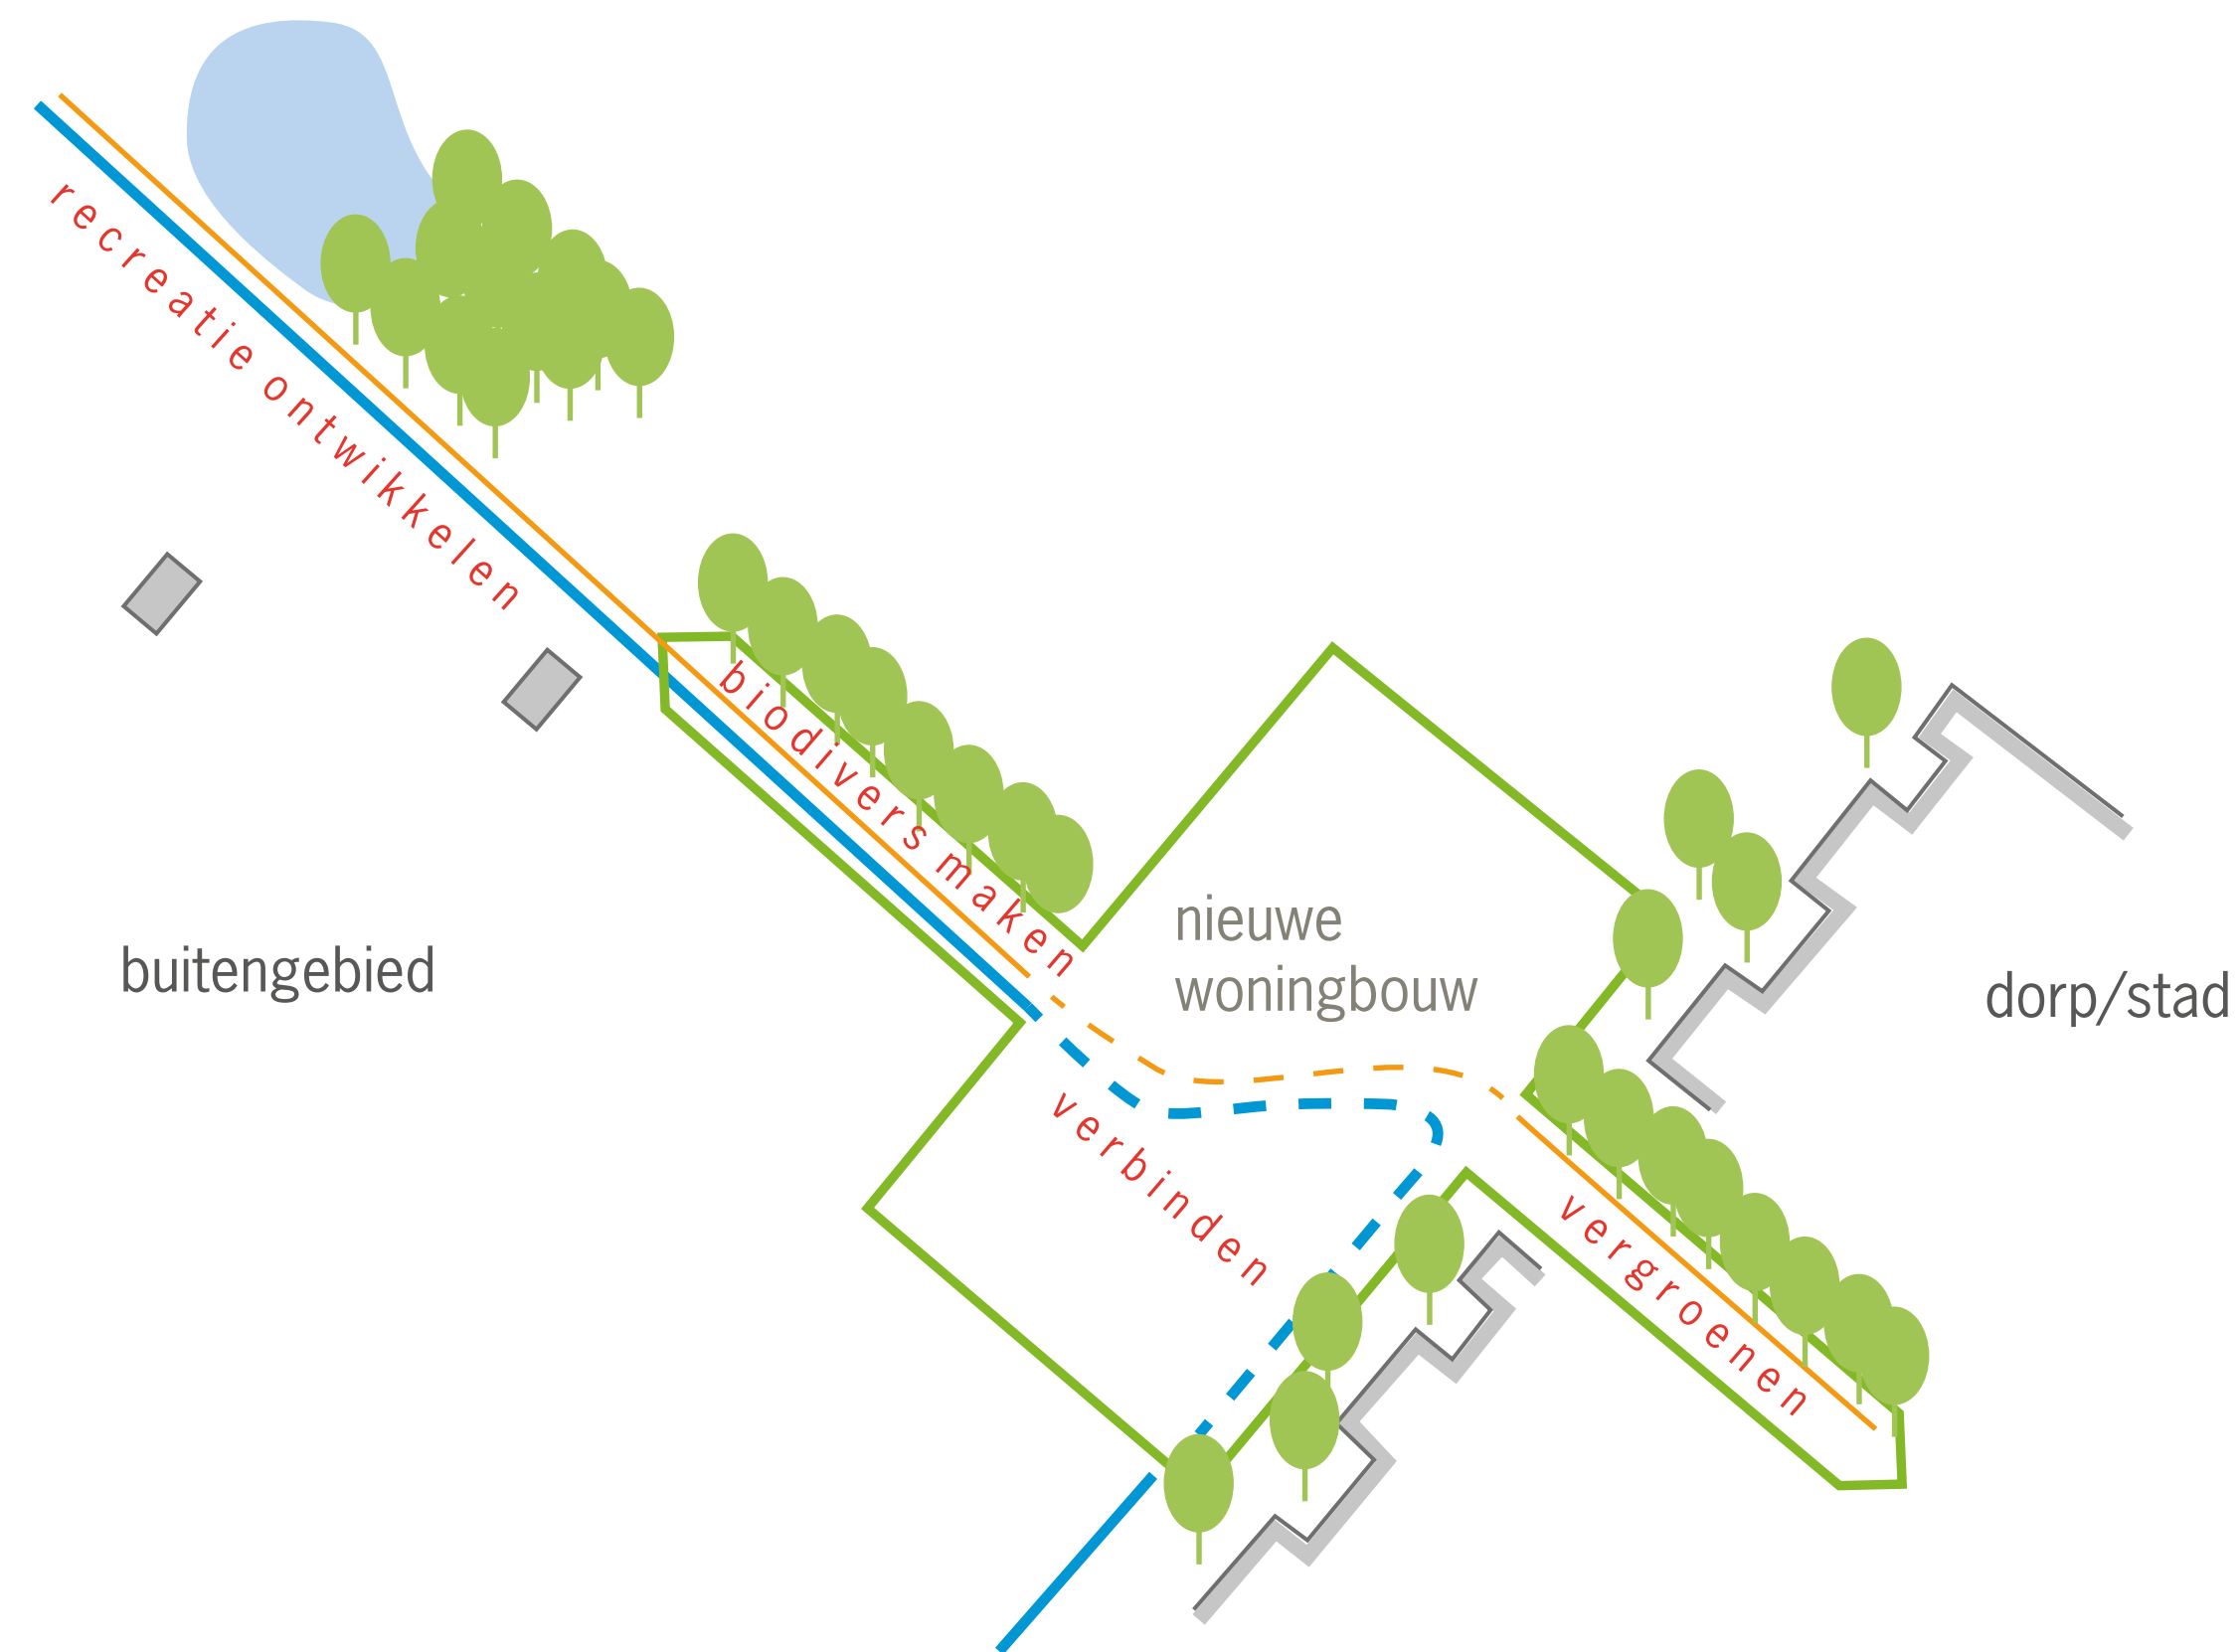 recreatie ontwikkelen
biodivers maken
nieuwe
woningbouw
buitengebied
dorp/stad
verbinden
vergroenen